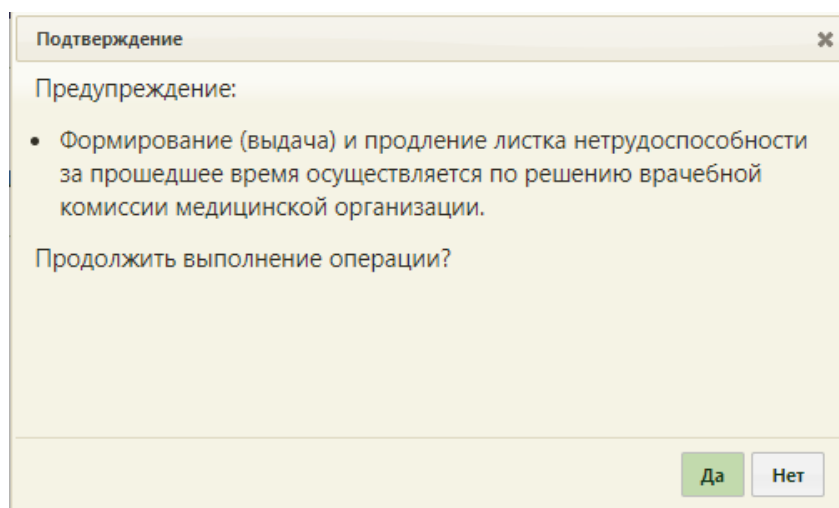 Подтверждение
Предупреждение:
• Формирование (выдача) и продление листка нетрудоспособности
за прошедшее время осуществляется по решению врачебной
комиссии медицинской организации.
Продолжить выполнение операции?
Да Нет